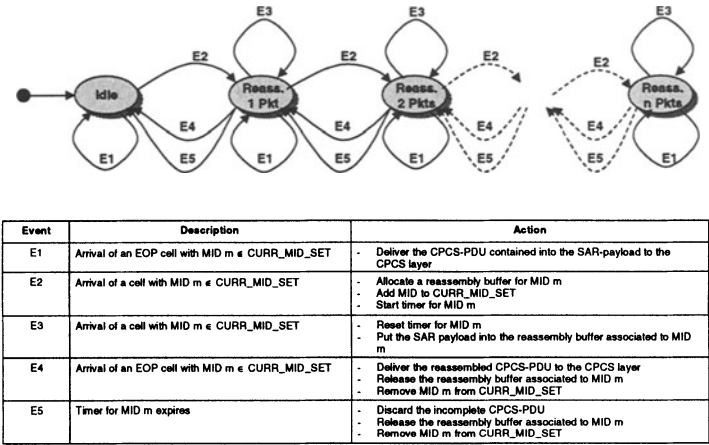 E3
E3
E3
E2
E2
E2
E2
Idle
Reass.
1 Pkt
Reass.
2 Pkts
Reass.
n Pkts
E4
E4
E4
E4
E1
E5
E1
E5
E1
E5
E5
E1
Event Description Action
E1 Arrival of an EOP cell with MID m ∉ CURR_MID_SET - Deliver the CPCS-PDU contained into the SAR-payload to the
CPCS layer
E2 Arrival of a cell with MID m ∉ CURR_MID_SET - Allocate a reassembly buffer for MID m
- Add MID to CURR_MID_SET
- Start timer for MID m
E3 Arrival of a cell with MID m ∈ CURR_MID_SET - Reset timer for MID m
- Put the SAR payload into the reassembly buffer associated to MID
m
E4 Arrival of an EOP cell with MID m ∈ CURR_MID_SET - Deliver the reassembled CPCS-PDU to the CPCS layer
- Release the reassembly buffer associated to MID m
- Remove MID m from CURR_MID_SET
E5 Timer for MID m expires - Discard the incomplete CPCS-PDU
- Release the reassembly buffer associated to MID m
- Remove MID m from CURR_MID_SET